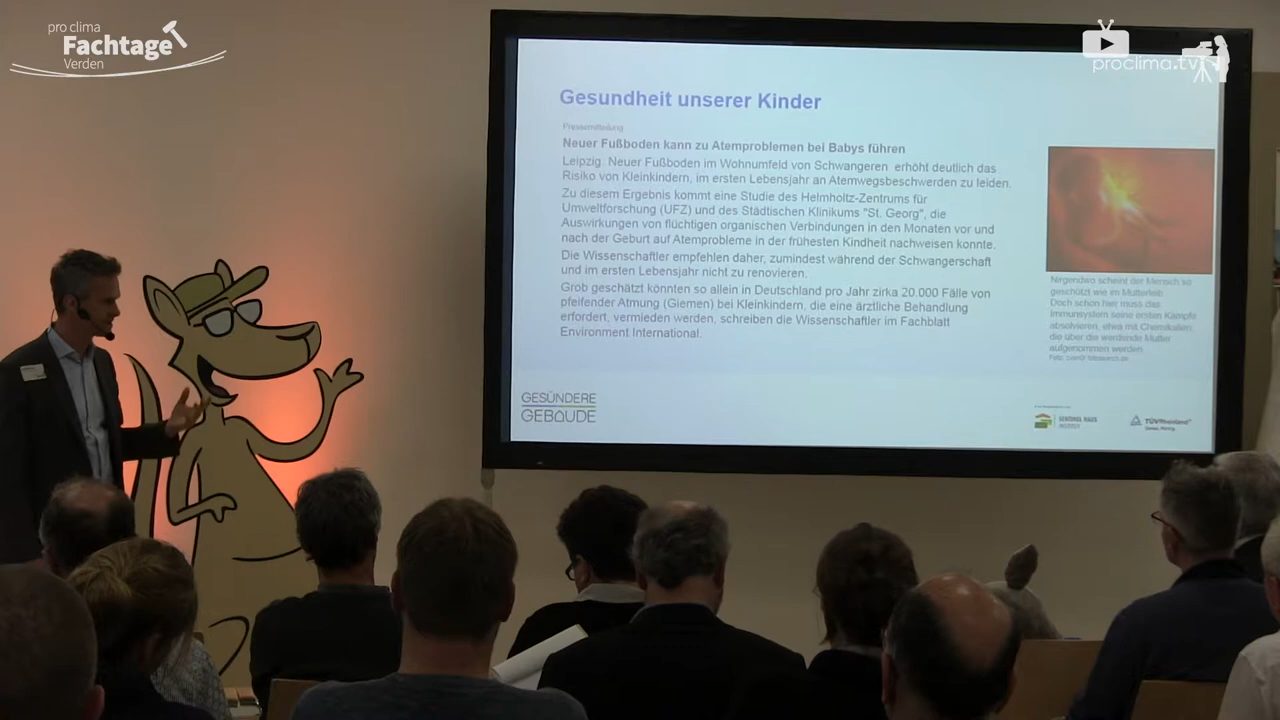 pro clima
Fachtage
Verden
proclima.tv
Gesundheit unserer Kinder
Pressemitteilung
Neuer Fußboden kann zu Atemproblemen bei Babys führen
Leipzig: Neuer Fußboden im Wohnumfeld von Schwangeren erhöht deutlich das
Risiko von Kleinkindern, im ersten Lebensjahr an Atemwegsbeschwerden zu leiden.
Zu diesem Ergebnis kommt eine Studie des Helmholtz-Zentrums für
Umweltforschung (UFZ) und des Städtischen Klinikums "St. Georg", die
Auswirkungen von flüchtigen organischen Verbindungen in den Monaten vor und
nach der Geburt auf Atemprobleme in der frühesten Kindheit nachweisen konnte.
Die Wissenschaftler empfehlen daher, zumindest während der Schwangerschaft
und im ersten Lebensjahr nicht zu renovieren.
Grob geschätzt könnten so allein in Deutschland pro Jahr zirka 20.000 Fälle von
pfeifender Atmung (Giemen) bei Kleinkindern, die eine ärztliche Behandlung
erfordert, vermieden werden, schreiben die Wissenschaftler im Fachblatt
Environment International.
Nirgendwo scheint der Mensch so
geschützt wie im Mutterleib.
Doch schon hier muss das
Immunsystem seine ersten Kämpfe
absolvieren, etwa mit Chemikalien,
die über die werdende Mutter
aufgenommen werden.
GESÜNDERE
GEBÄUDE
SENTINEL HAUS
INSTITUT
TÜVRheinland